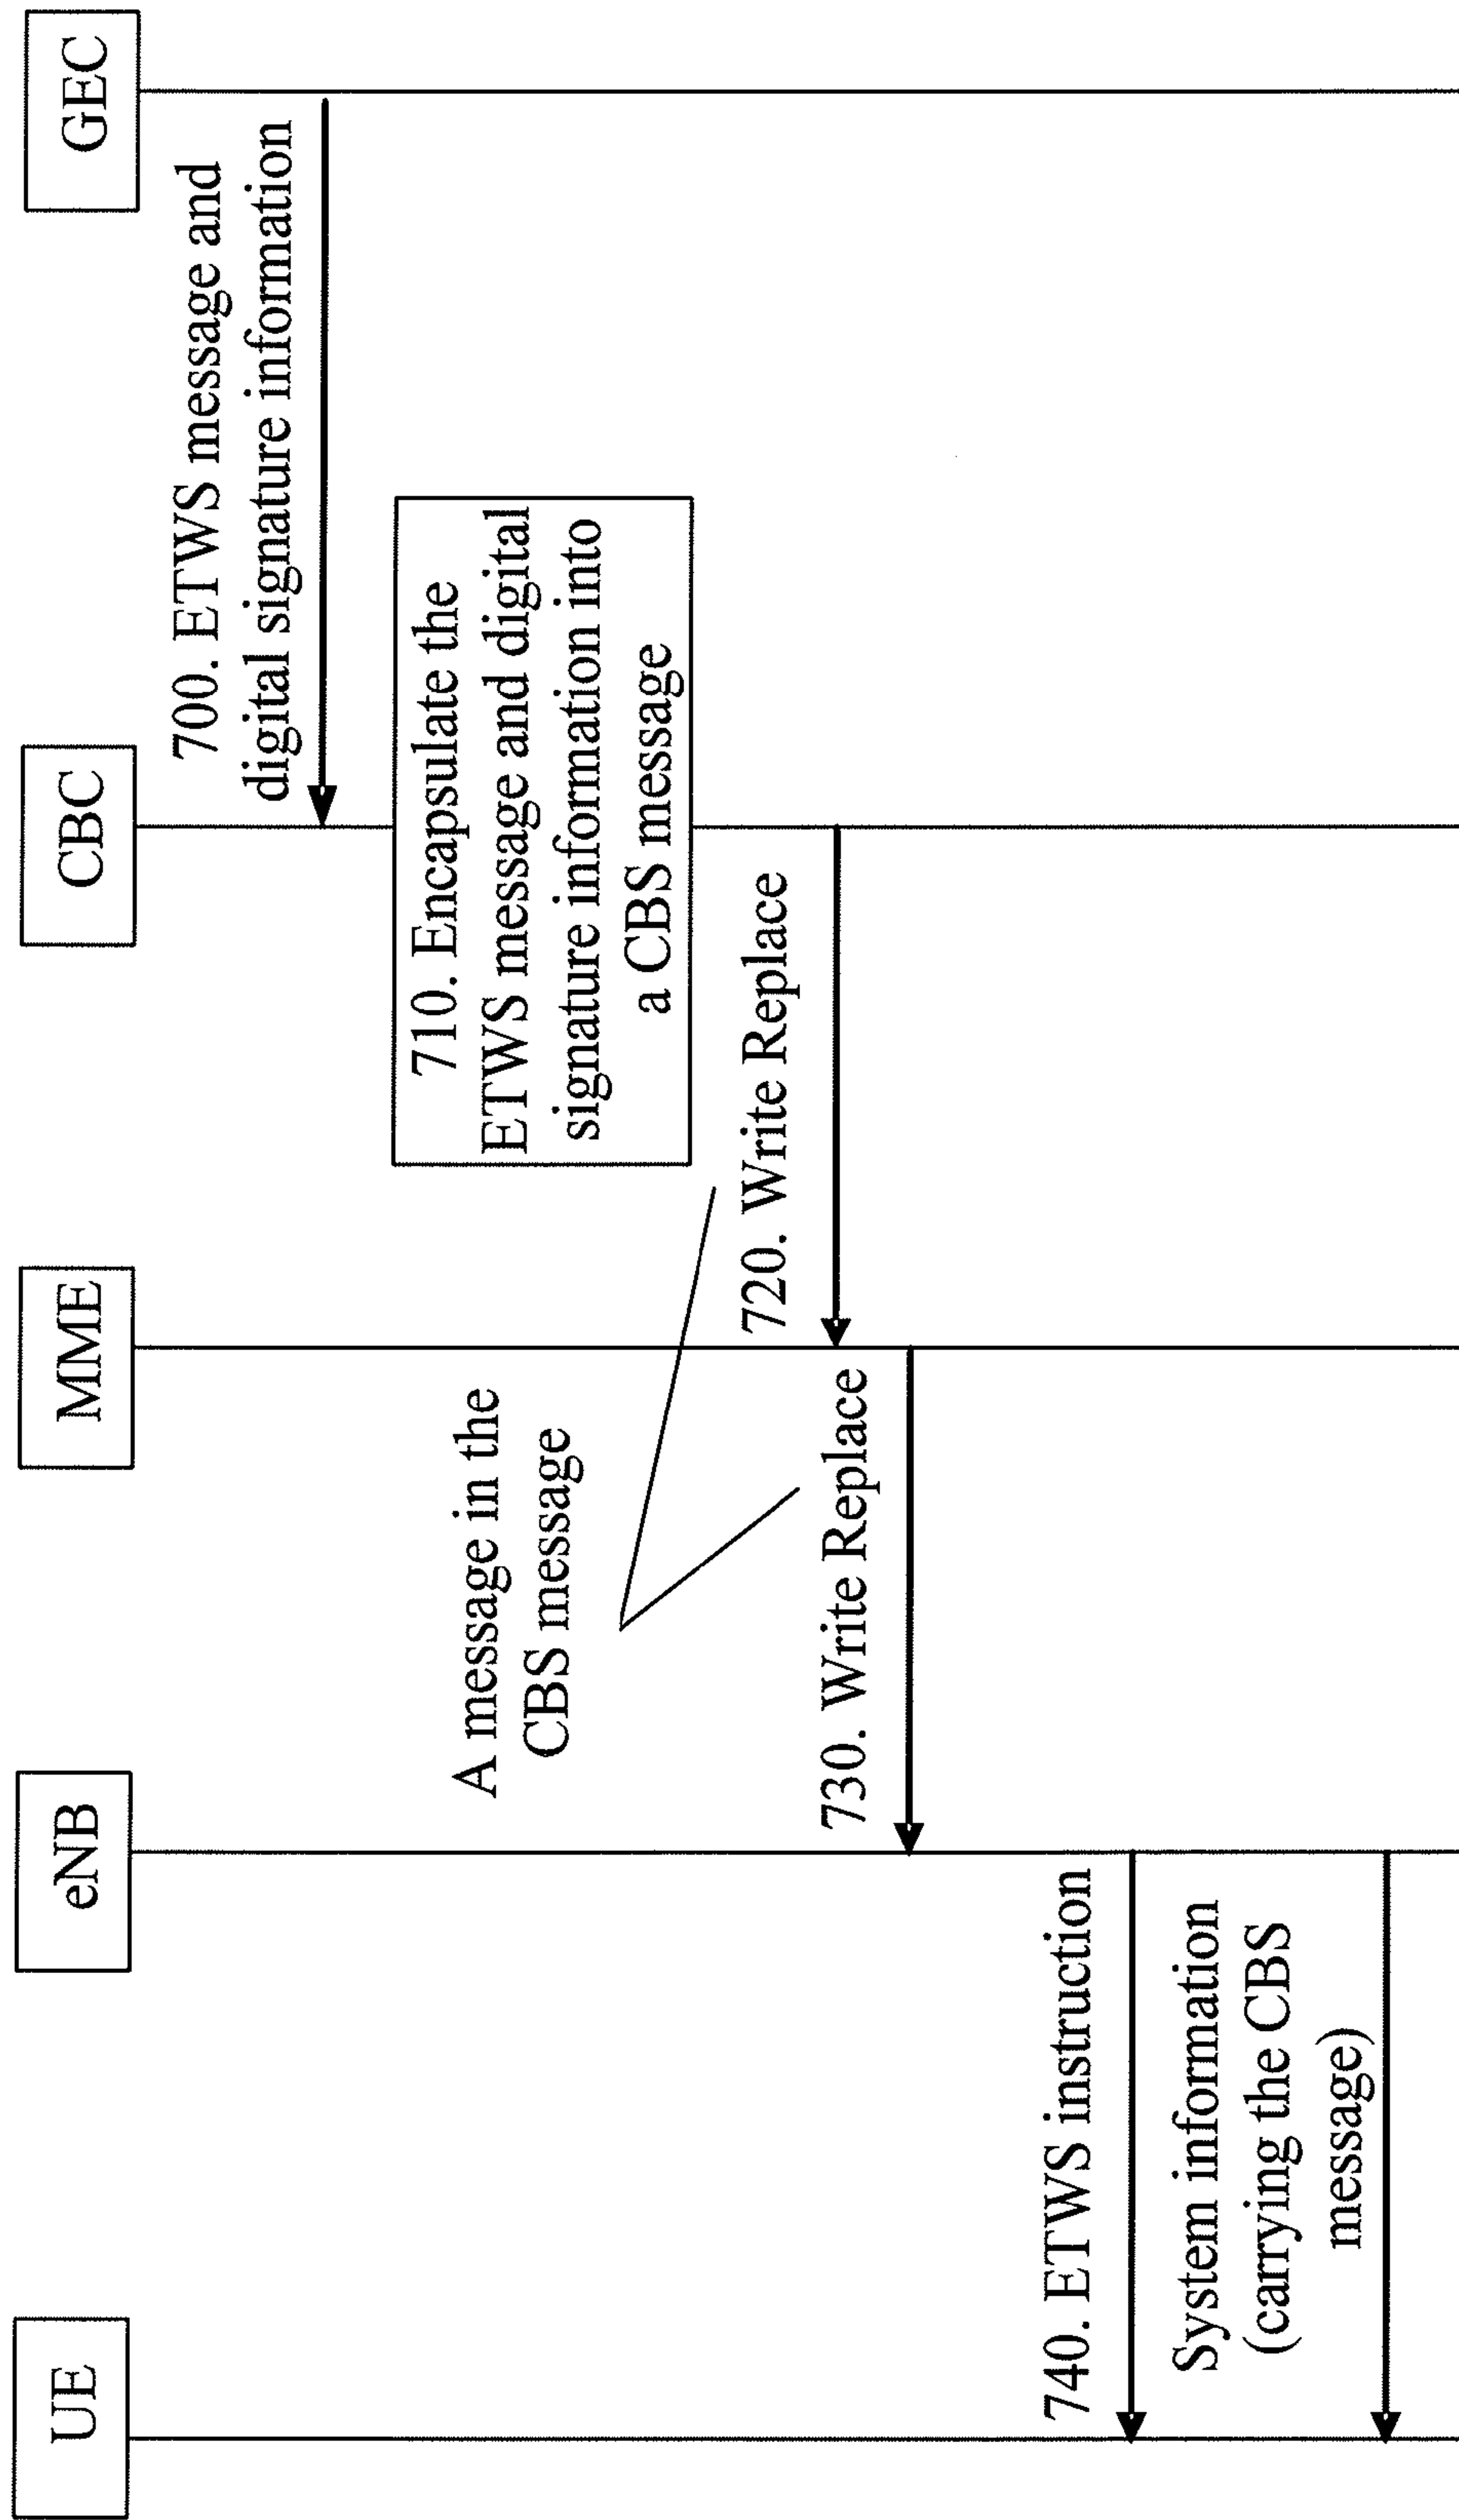 UE
eNB
MME
CBC
GEC
700. ETWS message and
digital signature information
710. Encapsulate the
ETWS message and digital
signature information into
a CBS message
A message in the
CBS message
720. Write Replace
730. Write Replace
740. ETWS instruction
System information
(carrying the CBS
message)